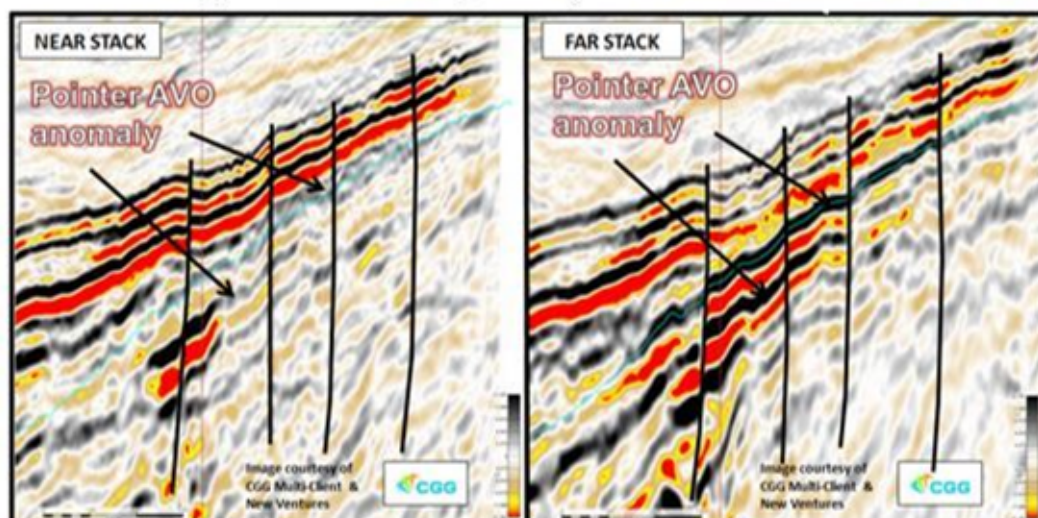 NEAR STACK
Pointer AVO
anomaly
Image courtesy of
CGG Multi-Client &
New Ventures
CGG
FAR STACK
Pointer AVO
anomaly
Image courtesy of
CGG Multi-Client &
New Ventures
CGG